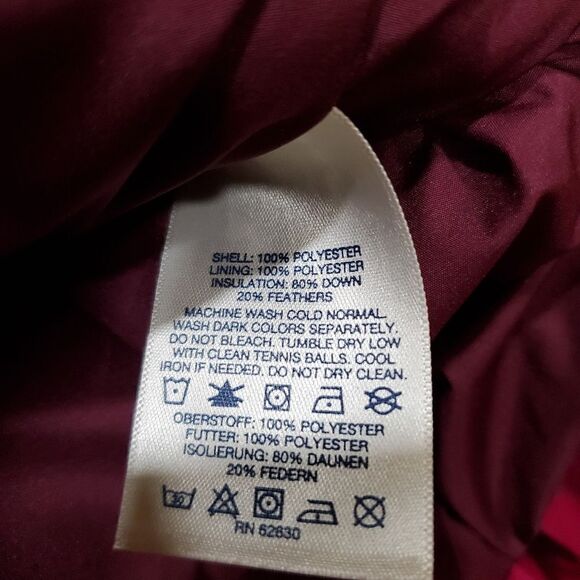 SHELL: 100% POLYESTER
LINING: 100% POLYESTER
INSULATION: 80% DOWN
20% FEATHERS
MACHINE WASH COLD NORMAL.
WASH DARK COLORS SEPARATELY.
DO NOT BLEACH. TUMBLE DRY LOW
WITH CLEAN TENNIS BALLS. COOL
IRON IF NEEDED. DO NOT DRY CLEAN.
OBERSTOFF: 100% POLYESTER
FUTTER: 100% POLYESTER
ISOLIERUNG: 80% DAUNEN
20% FEDERN
30
RN 62630